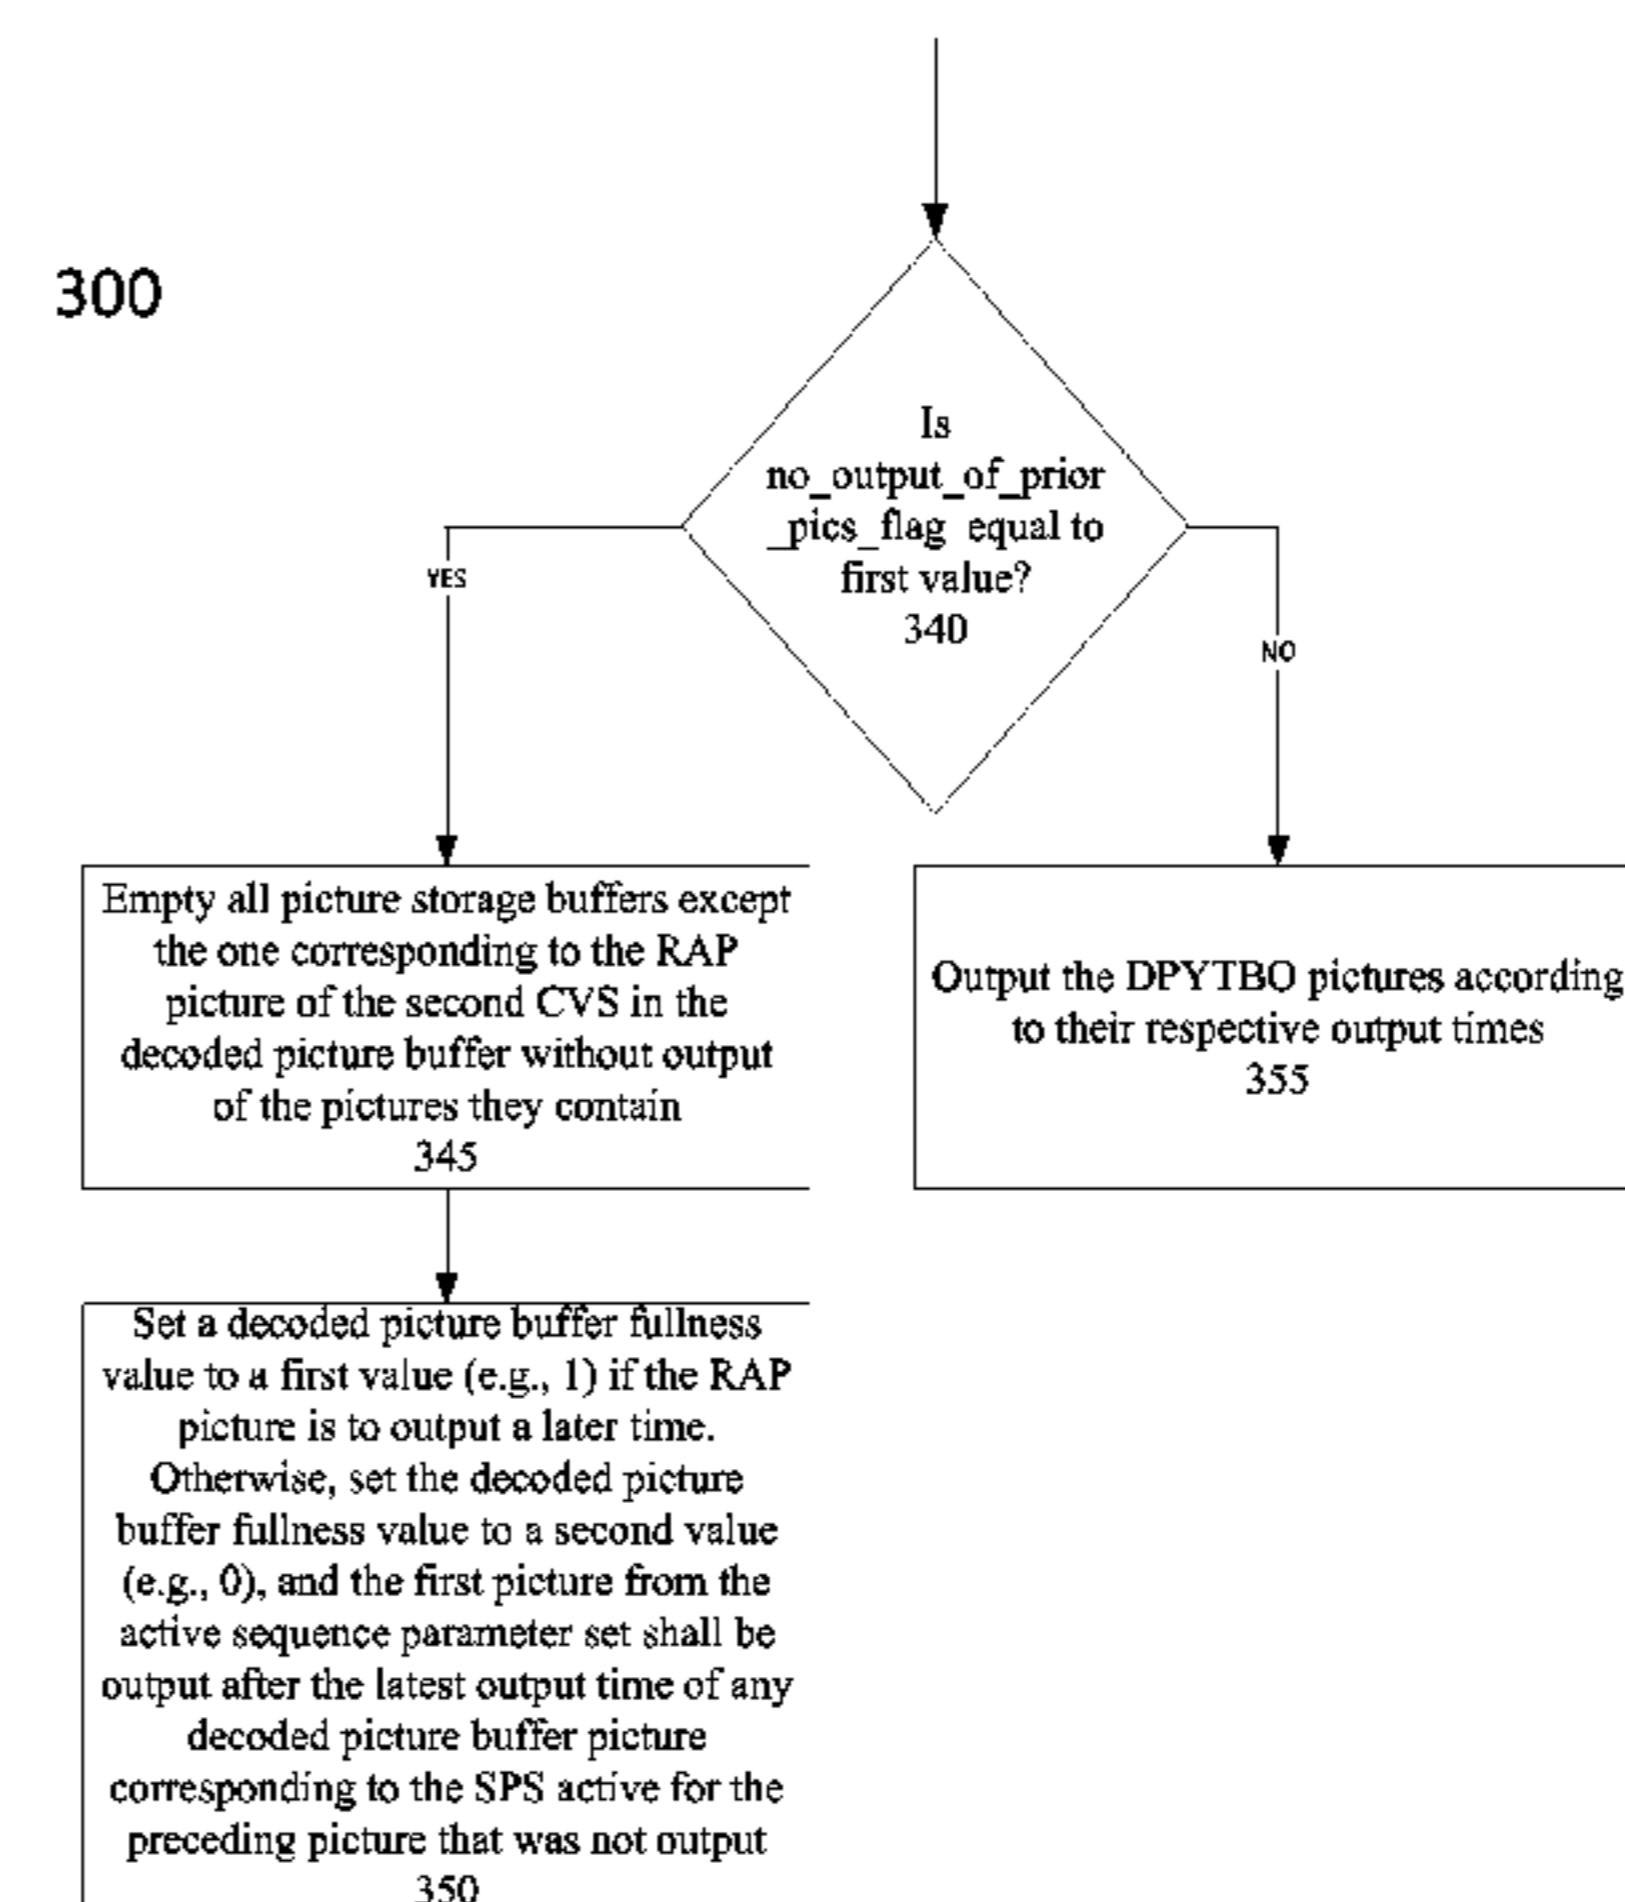 300
Is
no_output_of_prior
_pics_flag equal to
first value?
340
YES
NO
Empty all picture storage buffers except
the one corresponding to the RAP
picture of the second CVS in the
decoded picture buffer without output
of the pictures they contain
345
Output the DPYTBO pictures according
to their respective output times
355
Set a decoded picture buffer fullness
value to a first value (e.g., 1) if the RAP
picture is to output a later time.
Otherwise, set the decoded picture
buffer fullness value to a second value
(e.g., 0), and the first picture from the
active sequence parameter set shall be
output after the latest output time of any
decoded picture buffer picture
corresponding to the SPS active for the
preceding picture that was not output
350